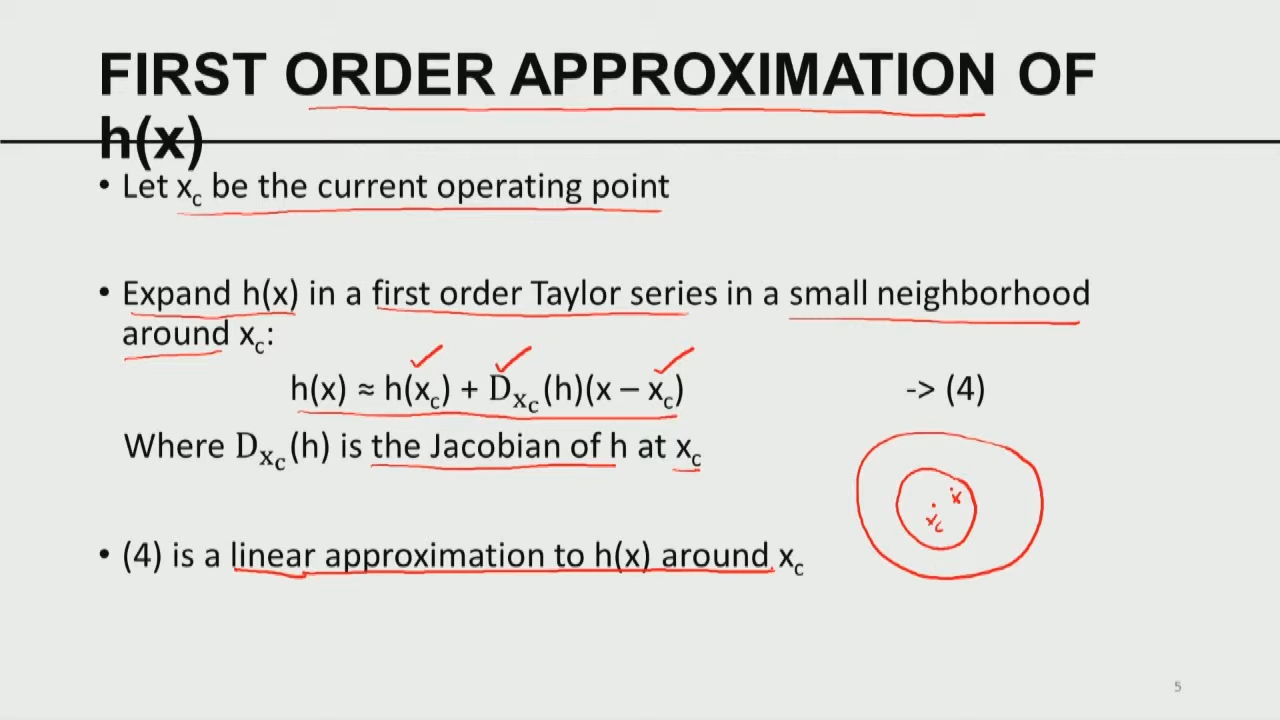 FIRST ORDER APPROXIMATION OF
h(x)
• Let x_c be the current operating point
• Expand h(x) in a first order Taylor series in a small neighborhood
around x_c:
h(x) ≈ h(x_c) + D_{x_c}(h)(x – x_c) -> (4)
Where D_{x_c}(h) is the Jacobian of h at x_c
x
x_c
• (4) is a linear approximation to h(x) around x_c
5